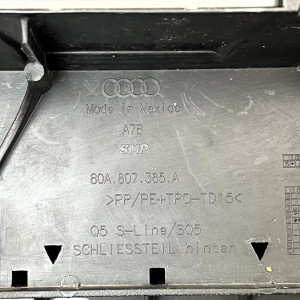 Made in Mexico
A7B
SMP
80A.807.385.A
>PP/PE+TPO-TD15<
Q5 S-Line/SQ5
SCHLIESSTEIL hinten